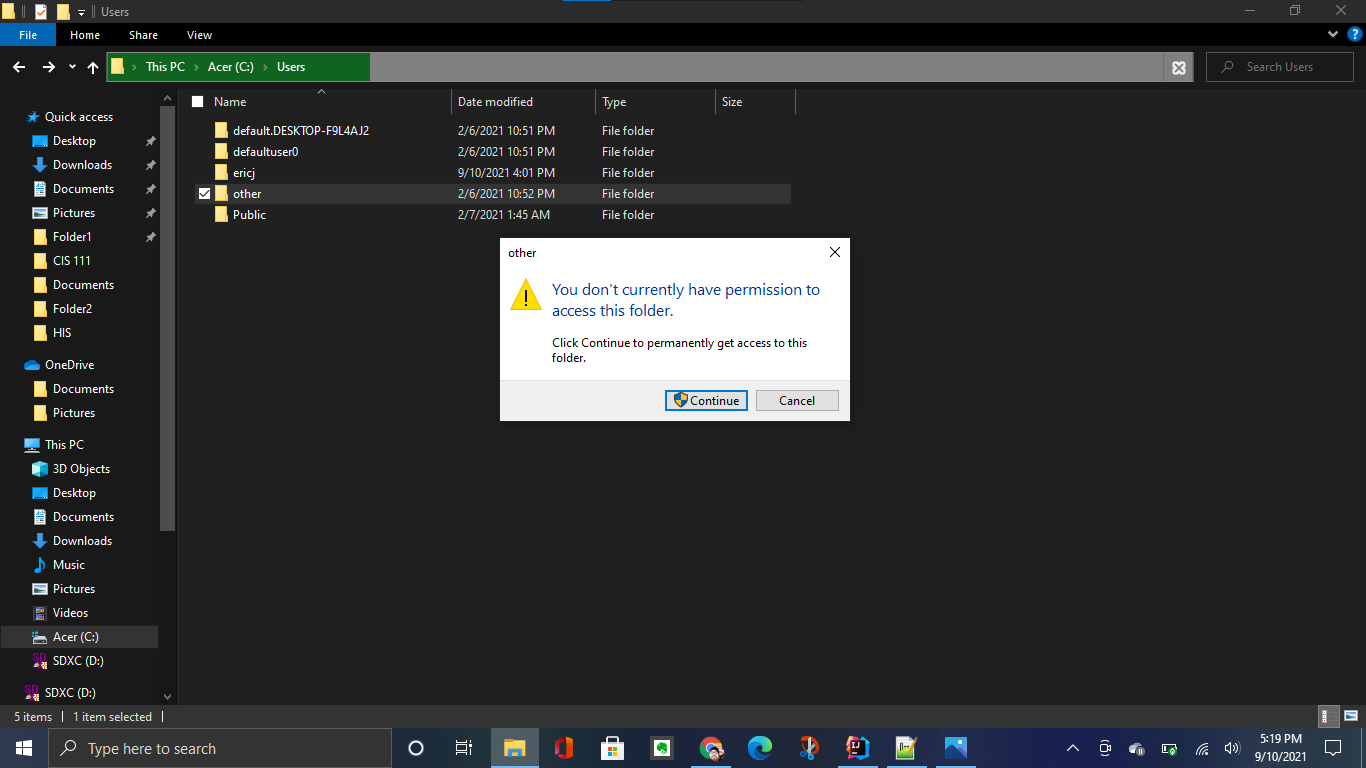 Users
File Home Share View
This PC Acer (C:) Users
Search Users
Name Date modified Type Size
default.DESKTOP-F9L4AJ2 2/6/2021 10:51 PM File folder
defaultuser0 2/6/2021 10:51 PM File folder
ericj 9/10/2021 4:01 PM File folder
other 2/6/2021 10:52 PM File folder
Public 2/7/2021 1:45 AM File folder
Quick access
Desktop
Downloads
Documents
Pictures
Folder1
CIS 111
Documents
Folder2
HIS
OneDrive
Documents
Pictures
This PC
3D Objects
Desktop
Documents
Downloads
Music
Pictures
Videos
Acer (C:)
SDXC (D:)
SDXC (D:)
other
You don't currently have permission to
access this folder.
Click Continue to permanently get access to this
folder.
Continue Cancel
5 items 1 item selected
Type here to search
5:19 PM
9/10/2021